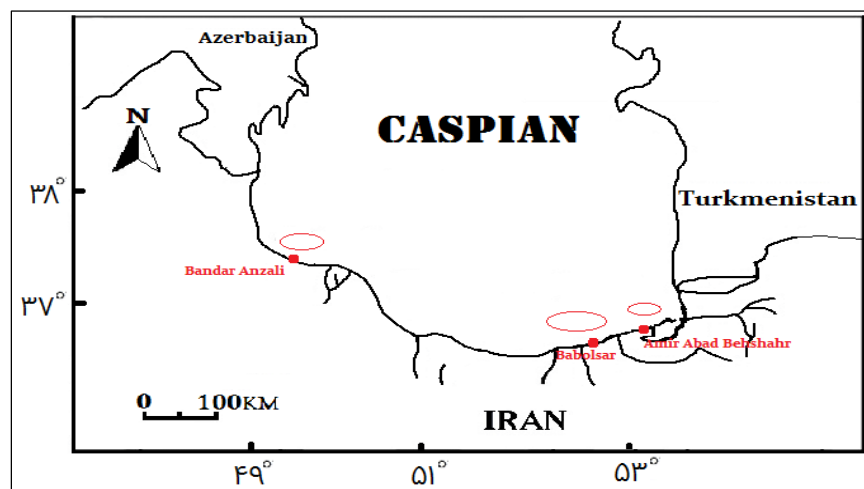 Azerbaijan
N
CASPIAN
۳۸°
Turkmenistan
Bandar Anzali
۳۷°
Amir Abad Behshahr
Babolsar
0 100KM
IRAN
۴۹° ۵۱° ۵۳°